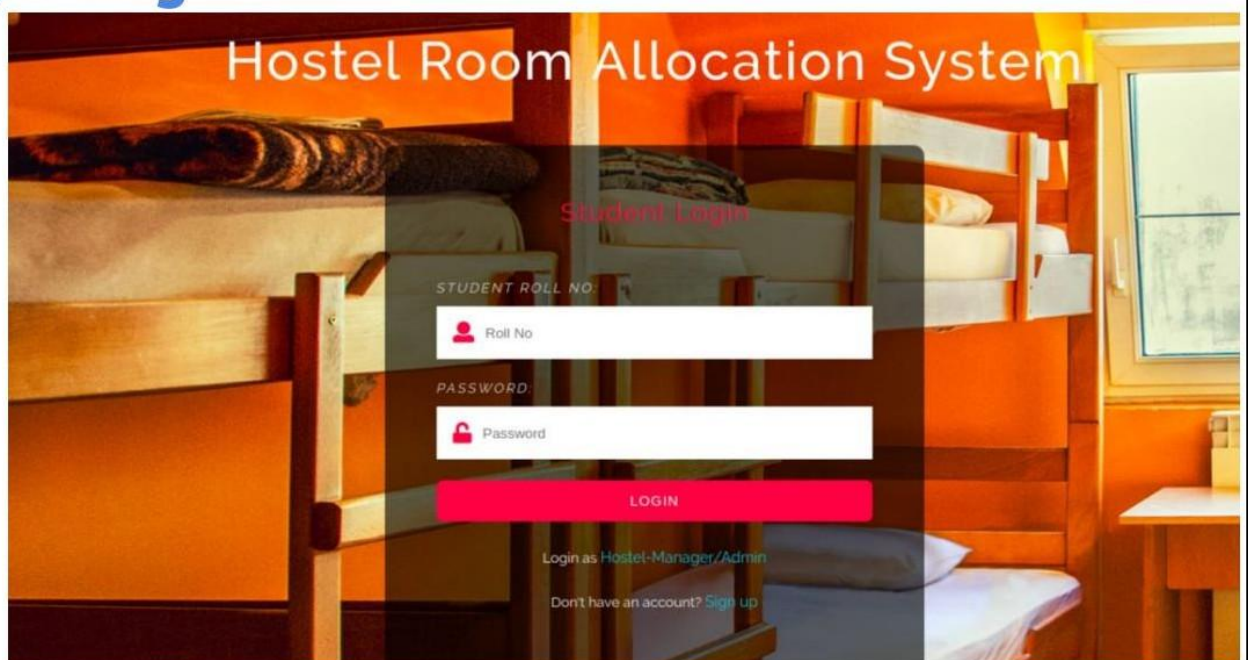 Hostel Room Allocation System
Student Login
STUDENT ROLL NO:
Roll No
PASSWORD:
Password
LOGIN
Login as Hostel-Manager/Admin
Don't have an account? Sign up